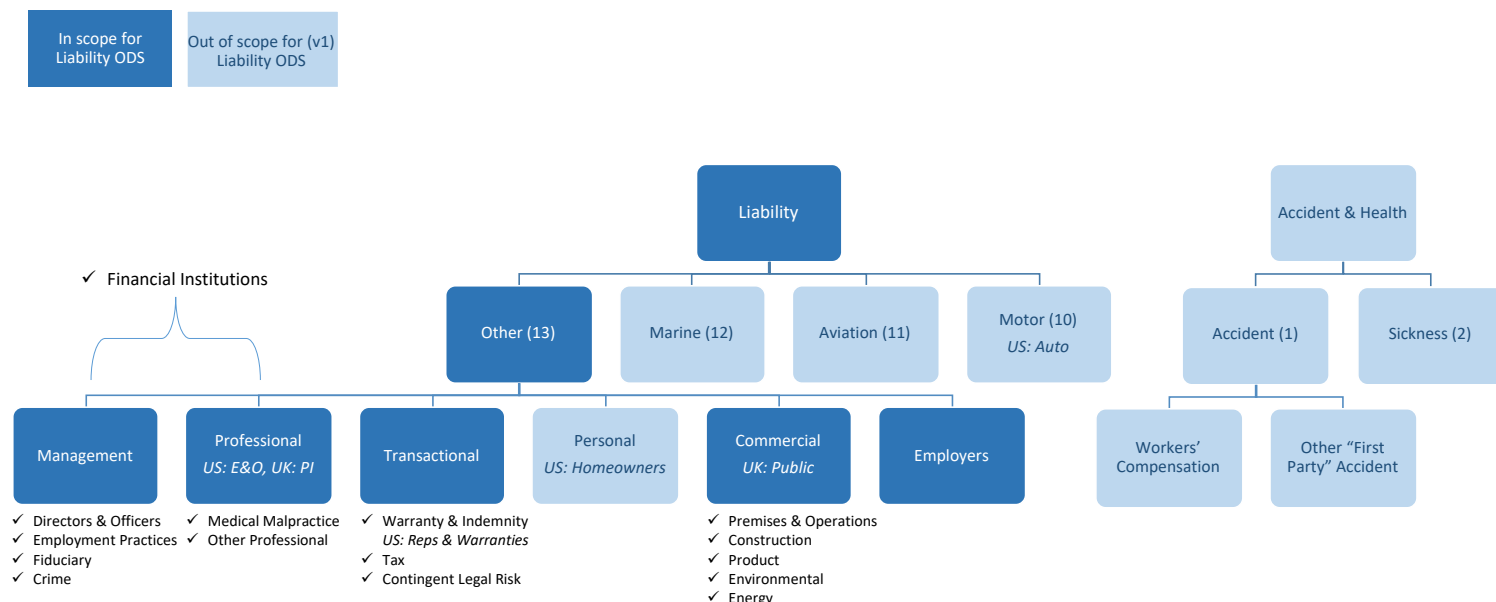 In scope for
Liability ODS
Out of scope for (v1)
Liability ODS
Liability
Accident & Health
✓ Financial Institutions
Other (13)
Marine (12)
Aviation (11)
Motor (10)
US: Auto
Accident (1)
Sickness (2)
Management
Professional
US: E&O, UK: PI
Transactional
Personal
US: Homeowners
Commercial
UK: Public
Employers
Workers’
Compensation
Other “First
Party” Accident
✓ Directors & Officers
✓ Employment Practices
✓ Fiduciary
✓ Crime
✓ Medical Malpractice
✓ Other Professional
✓ Warranty & Indemnity
US: Reps & Warranties
✓ Tax
✓ Contingent Legal Risk
✓ Premises & Operations
✓ Construction
✓ Product
✓ Environmental
✓ Energy